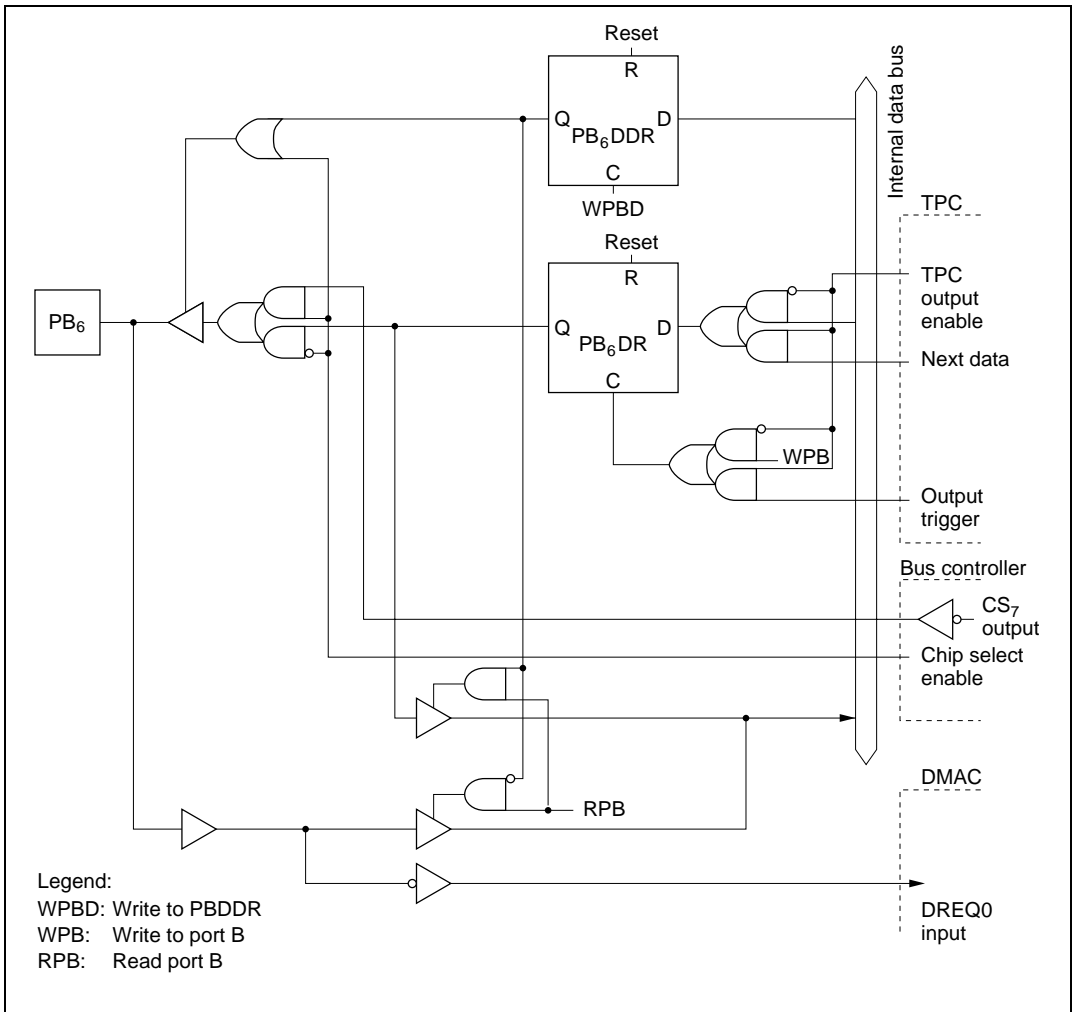 Reset
R
Q
D
PB₆DDR
C
WPBD
Internal data bus
TPC
Reset
R
TPC
output
enable
PB₆
Q
D
PB₆DR
C
Next data
WPB
Output
trigger
Bus controller
CS₇
output
Chip select
enable
DMAC
RPB
DREQ0
input
Legend:
WPBD: Write to PBDDR
WPB: Write to port B
RPB: Read port B